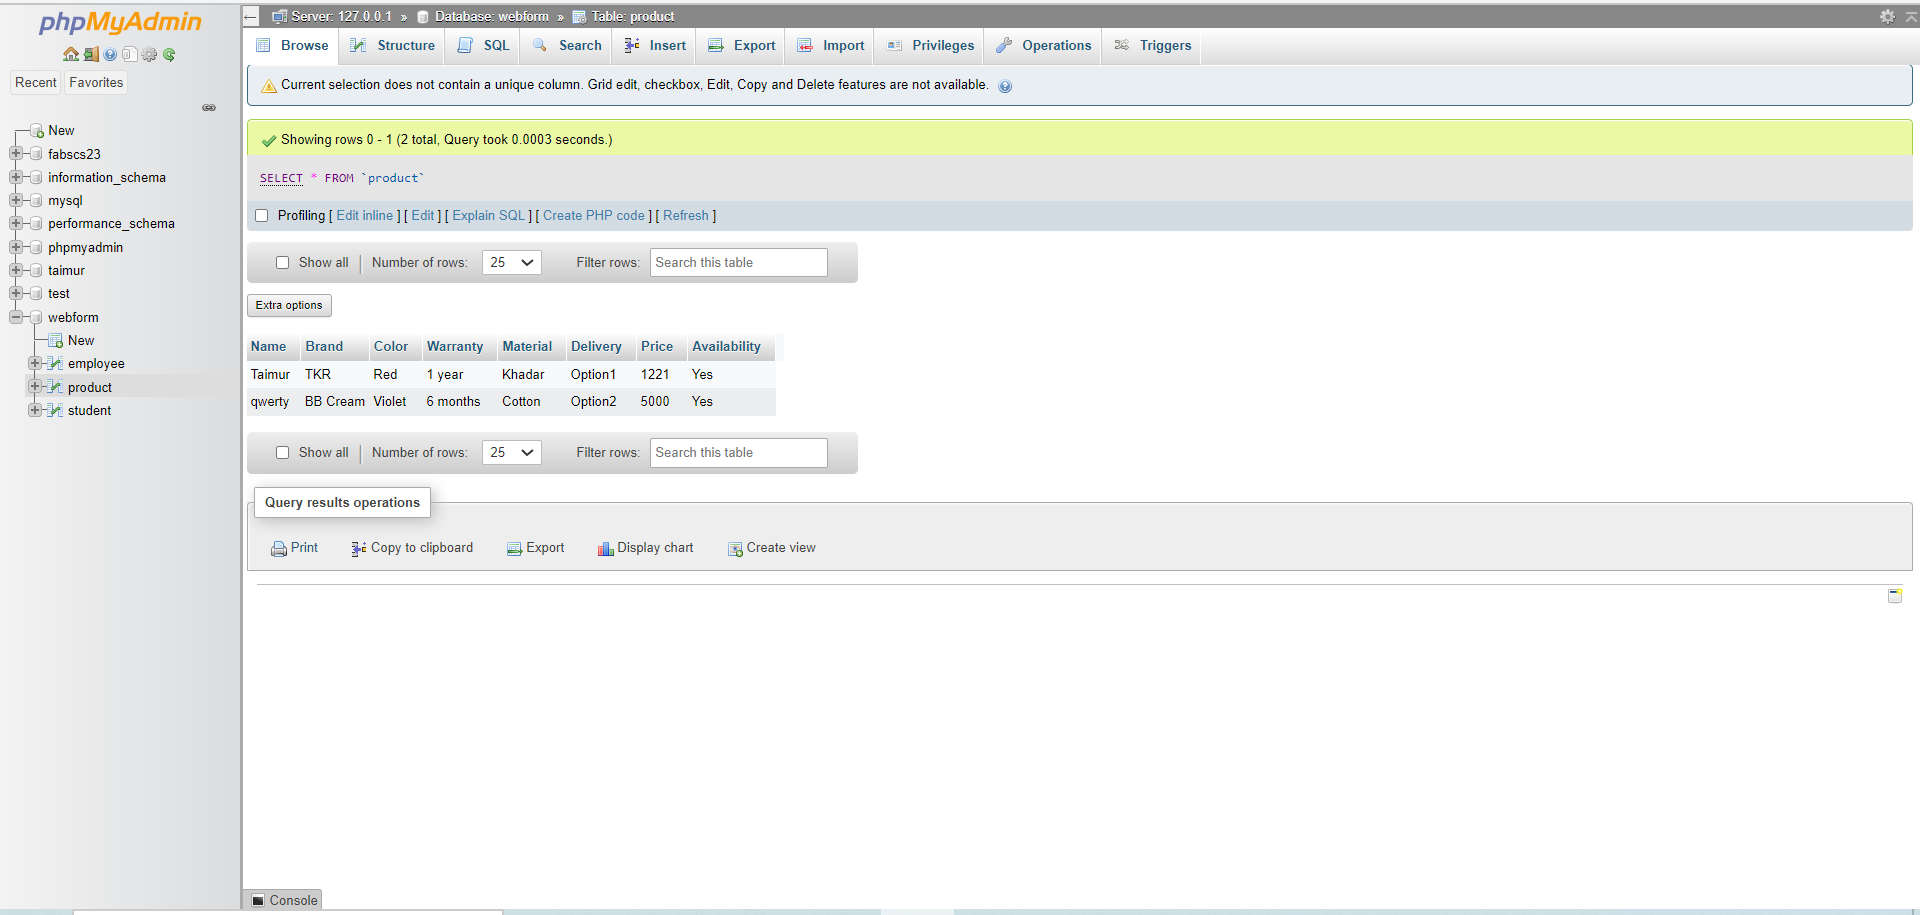 phpMyAdmin
Recent Favorites
New
fabscs23
information_schema
mysql
performance_schema
phpmyadmin
taimur
test
webform
New
employee
product
student
Server: 127.0.0.1 » Database: webform » Table: product
Browse Structure SQL Search Insert Export Import Privileges Operations Triggers
Current selection does not contain a unique column. Grid edit, checkbox, Edit, Copy and Delete features are not available.
Showing rows 0 - 1 (2 total, Query took 0.0003 seconds.)
SELECT * FROM `product`
Profiling [ Edit inline ] [ Edit ] [ Explain SQL ] [ Create PHP code ] [ Refresh ]
Show all | Number of rows: 25 Filter rows: Search this table
Extra options
Name Brand Color Warranty Material Delivery Price Availability
Taimur TKR Red 1 year Khadar Option1 1221 Yes
qwerty BB Cream Violet 6 months Cotton Option2 5000 Yes
Show all | Number of rows: 25 Filter rows: Search this table
Query results operations
Print Copy to clipboard Export Display chart Create view
Console